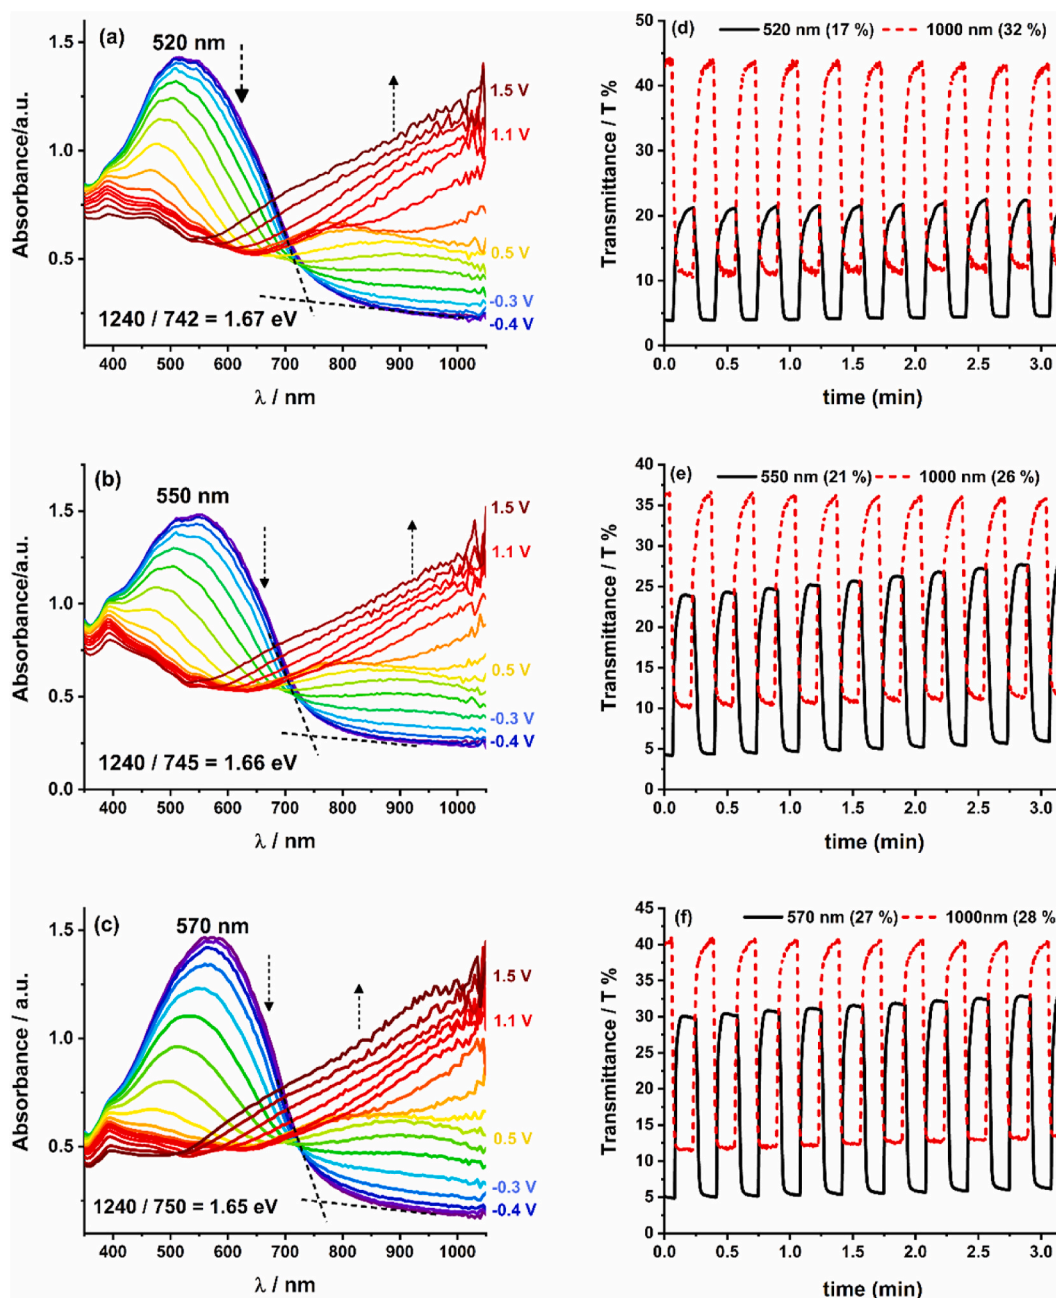 (a)
520 nm
1.5 V
1.1 V
0.5 V
-0.3 V
-0.4 V
1240 / 742 = 1.67 eV
Absorbance/a.u.
1.5
1.0
0.5
400 500 600 700 800 900 1000
λ / nm
(d)
520 nm (17 %) 1000 nm (32 %)
Transmittance / T %
50
40
30
20
10
0
0.0 0.5 1.0 1.5 2.0 2.5 3.0
time (min)
(b)
550 nm
1.5 V
1.1 V
0.5 V
-0.3 V
-0.4 V
1240 / 745 = 1.66 eV
Absorbance/a.u.
1.5
1.0
0.5
0.0
400 500 600 700 800 900 1000
λ / nm
(e)
550 nm (21 %) 1000 nm (26 %)
Transmittance / T %
40
35
30
25
20
15
10
5
0
0.0 0.5 1.0 1.5 2.0 2.5 3.0
time (min)
(c)
570 nm
1.5 V
1.1 V
0.5 V
-0.3 V
-0.4 V
1240 / 750 = 1.65 eV
Absorbance / a.u.
1.5
1.0
0.5
400 500 600 700 800 900 1000
λ / nm
(f)
570 nm (27 %) 1000nm (28 %
Transmittance / T %
45
40
35
30
25
20
15
10
5
0
0.0 0.5 1.0 1.5 2.0 2.5 3.0
time (min)